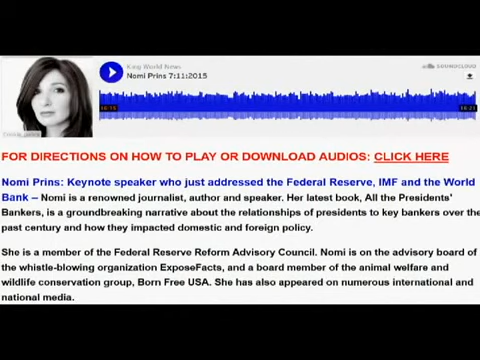 King World News
Nomi Prins 7:11:2015
SOUNDCLOUD
16:21
FOR DIRECTIONS ON HOW TO PLAY OR DOWNLOAD AUDIOS: CLICK HERE
Nomi Prins: Keynote speaker who just addressed the Federal Reserve, IMF and the World
Bank – Nomi is a renowned journalist, author and speaker. Her latest book, All the Presidents'
Bankers, is a groundbreaking narrative about the relationships of presidents to key bankers over the
past century and how they impacted domestic and foreign policy.
She is a member of the Federal Reserve Reform Advisory Council. Nomi is on the advisory board of
the whistle-blowing organization ExposeFacts, and a board member of the animal welfare and
wildlife conservation group, Born Free USA. She has also appeared on numerous international and
national media.